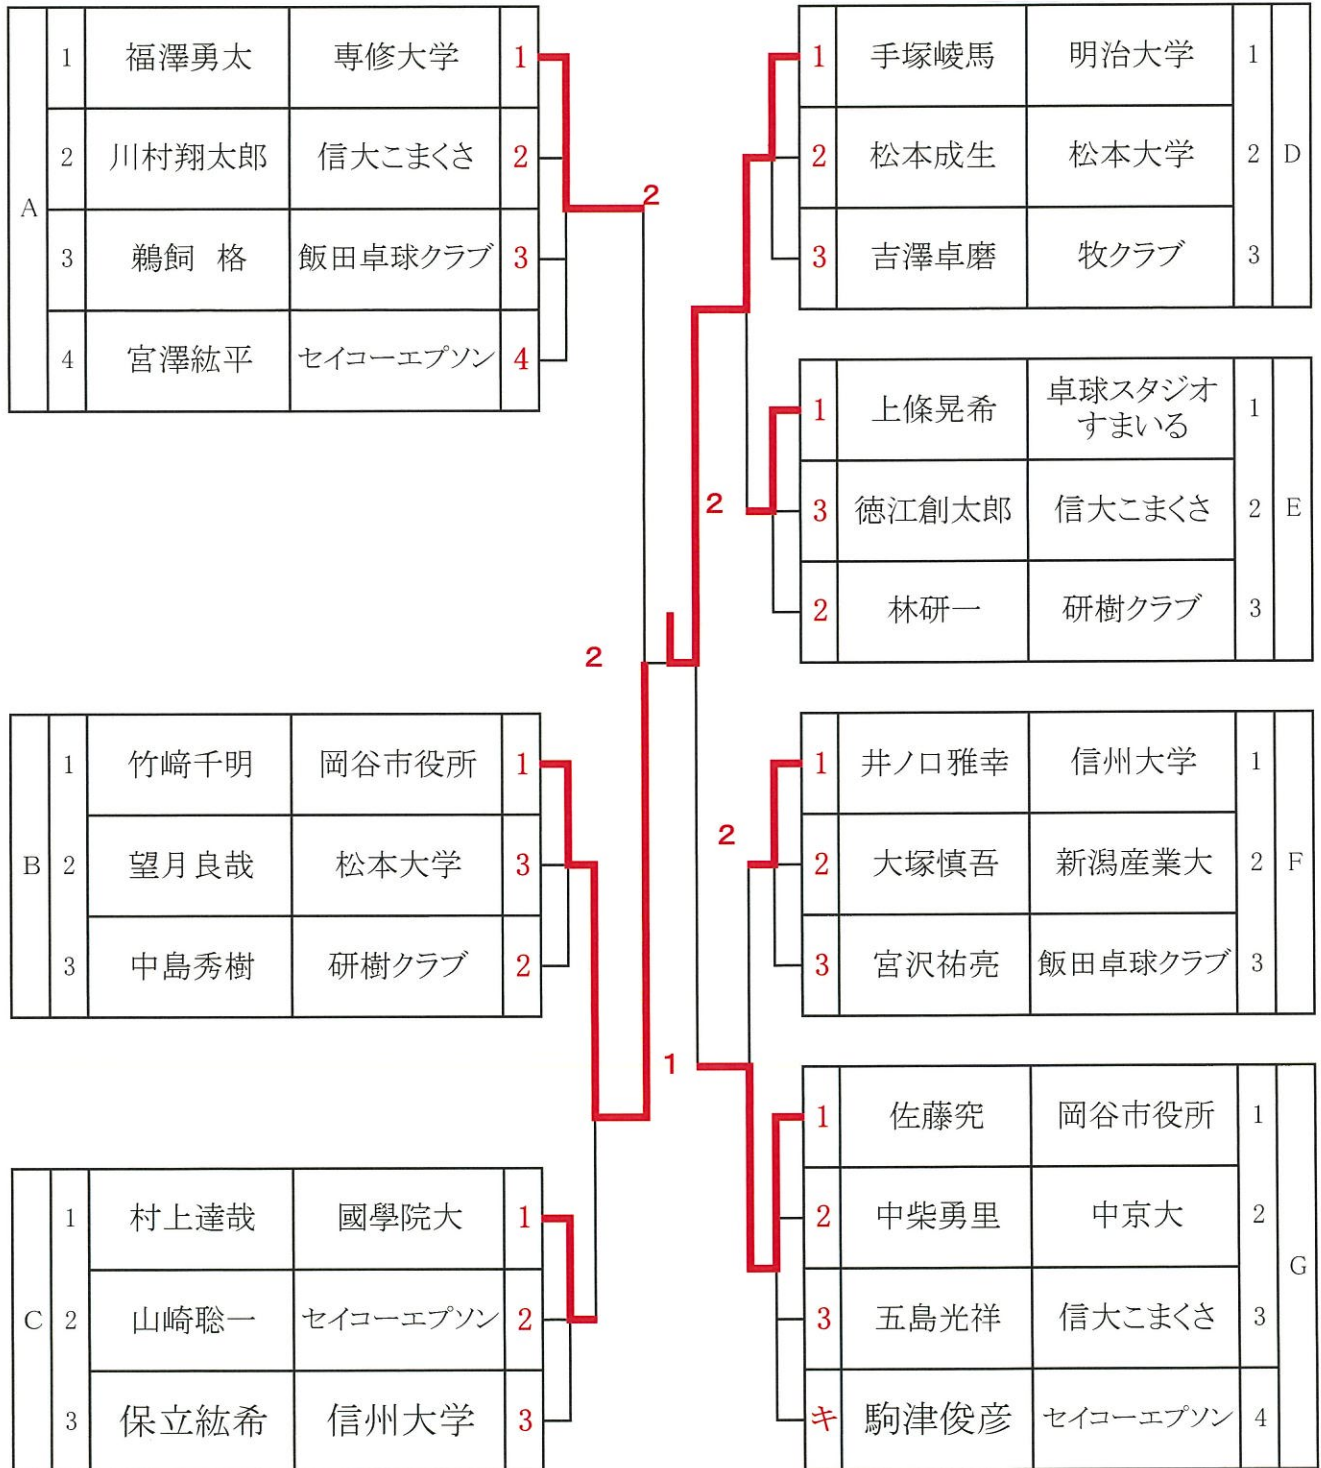 A
1 福澤勇太 専修大学 1
2 川村翔太郎 信大こまくさ 2
3 鵜飼 格 飯田卓球クラブ 3
4 宮澤紘平 セイコーエプソン 4
2
B
1 竹﨑千明 岡谷市役所 1
2 望月良哉 松本大学 3
3 中島秀樹 研樹クラブ 2
2
C
1 村上達哉 國學院大 1
2 山崎聡一 セイコーエプソン 2
3 保立紘希 信州大学 3
1 手塚崚馬 明治大学 1
2 松本成生 松本大学 2
3 吉澤卓磨 牧クラブ 3
D
1 上條晃希 卓球スタジオ
すまいる 1
3 徳江創太郎 信大こまくさ 2
2 林研一 研樹クラブ 3
E
2
1 井ノ口雅幸 信州大学 1
2 大塚慎吾 新潟産業大 2
3 宮沢祐亮 飯田卓球クラブ 3
F
2
1
1 佐藤究 岡谷市役所 1
2 中柴勇里 中京大 2
3 五島光祥 信大こまくさ 3
キ 駒津俊彦 セイコーエプソン 4
G